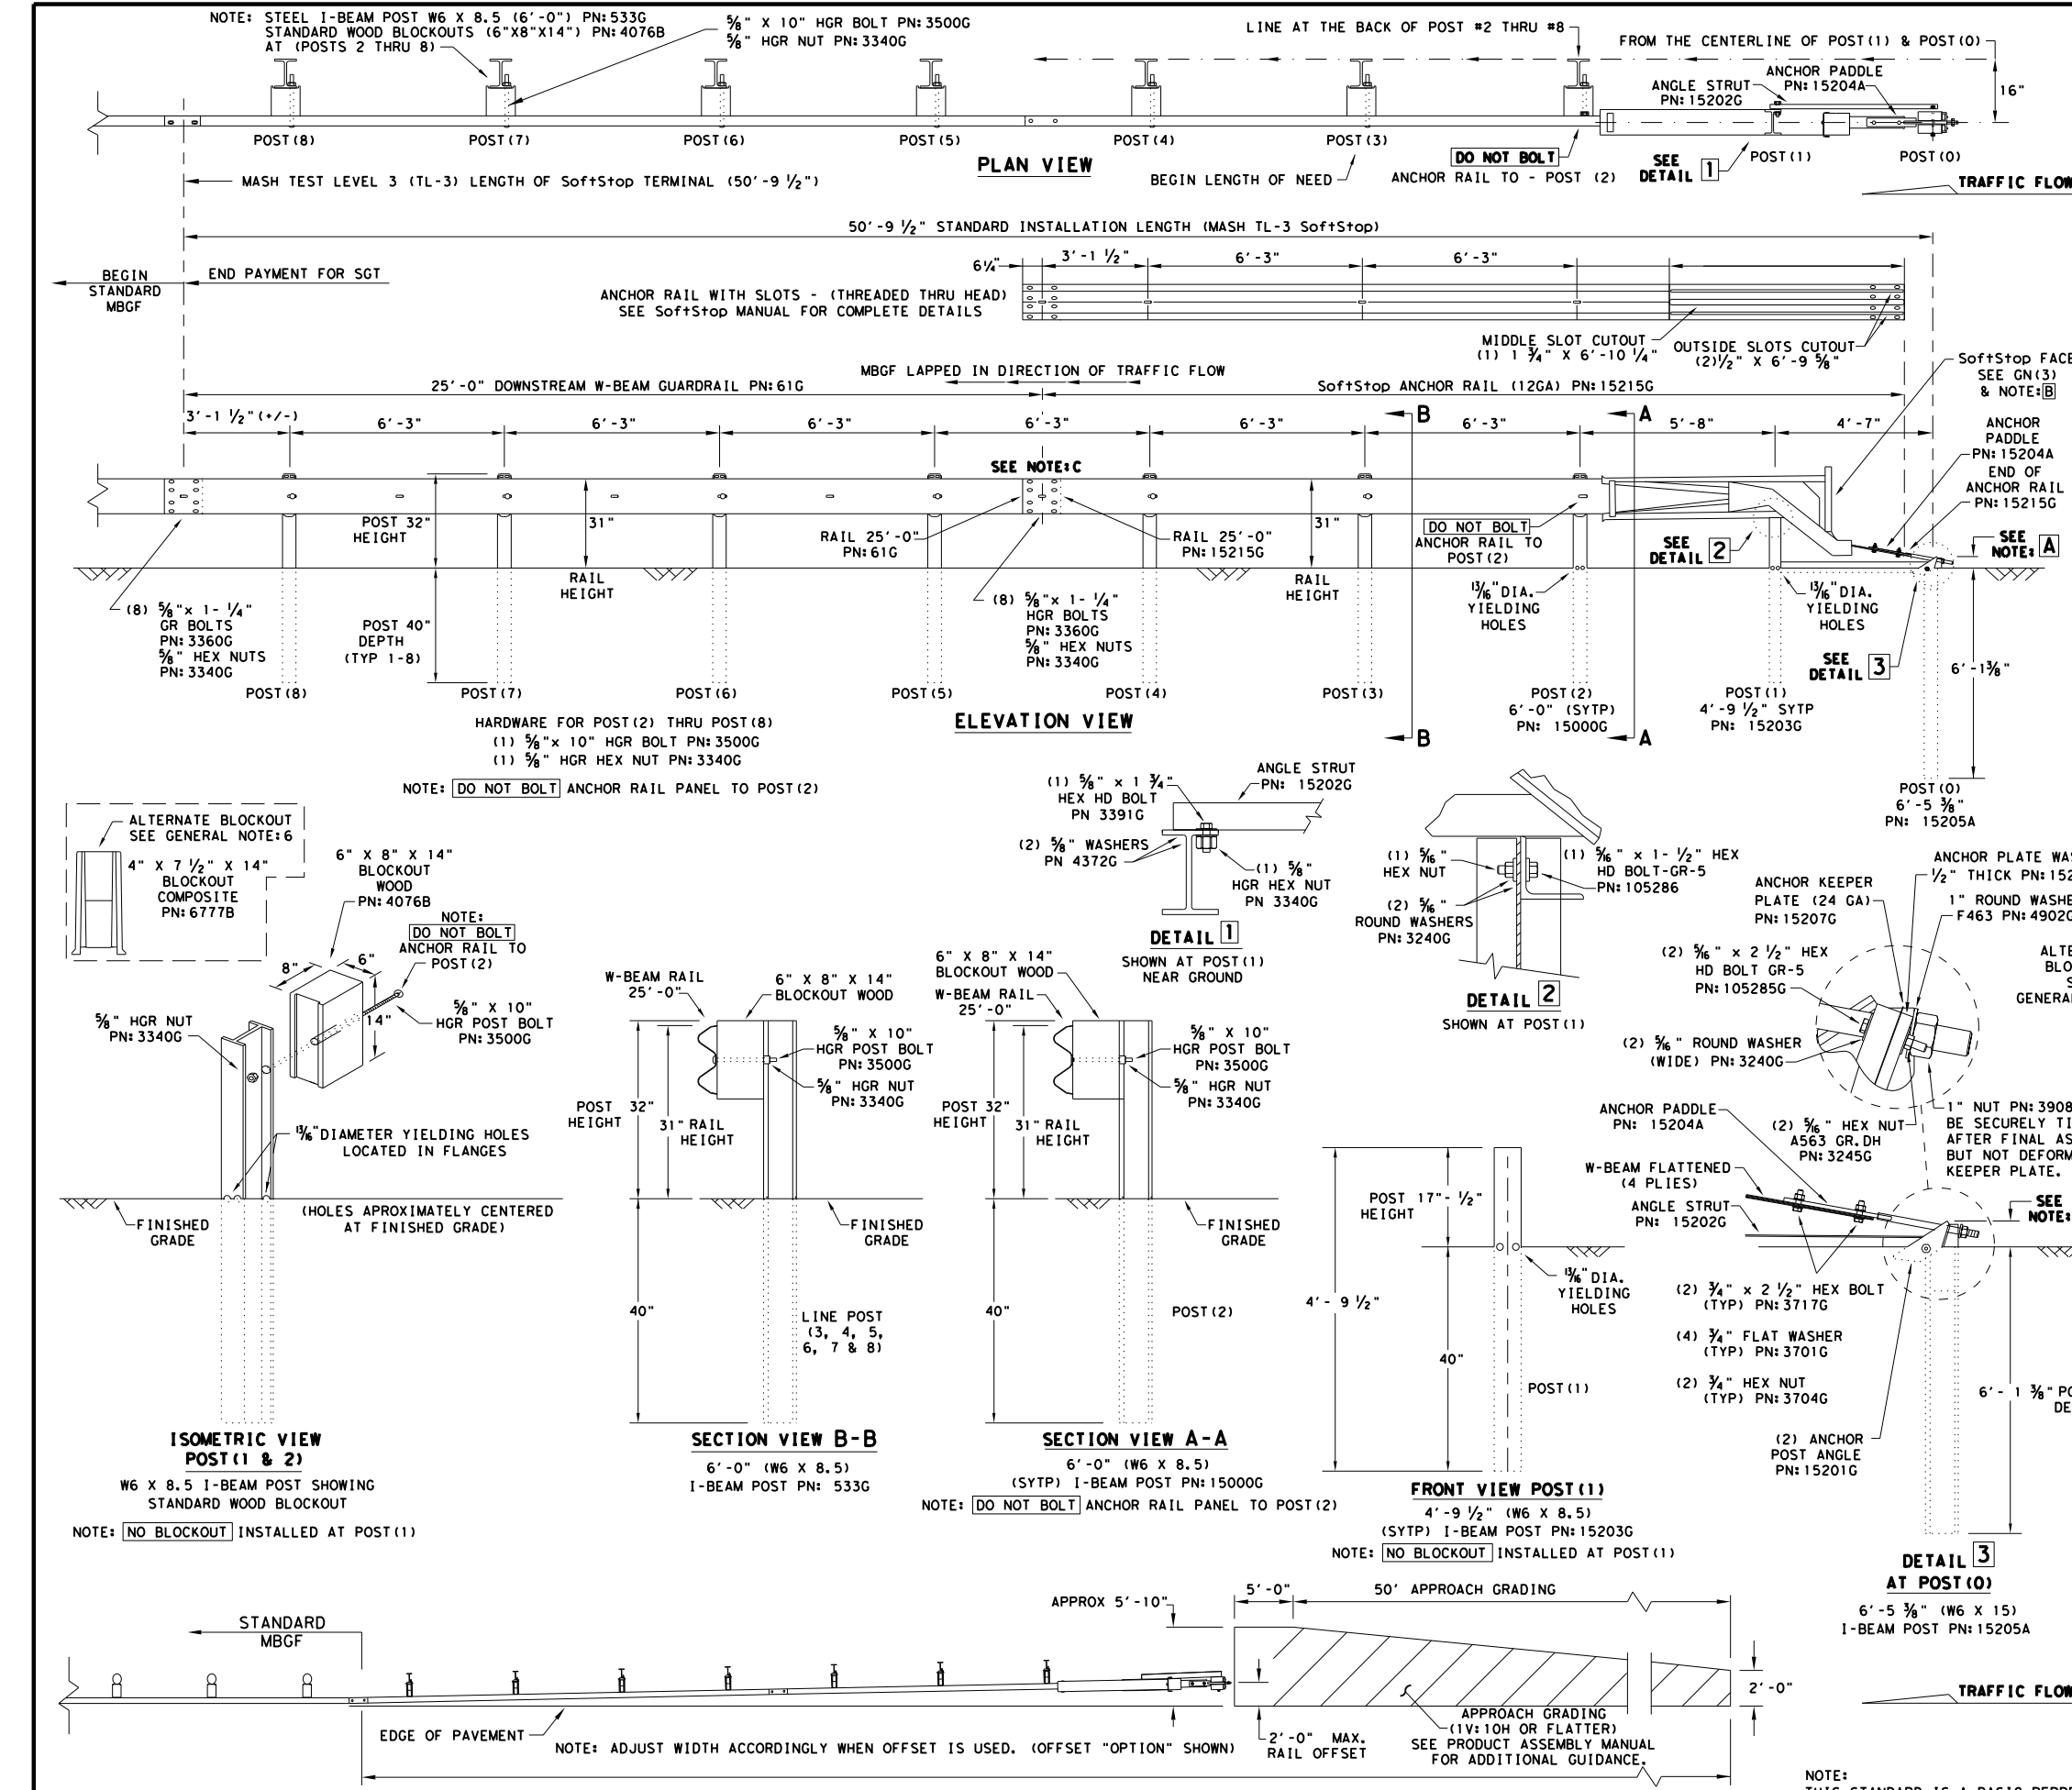 NOTE: STEEL I-BEAM POST W6 X 8.5 (6'-0") PN:533G
STANDARD WOOD BLOCKOUTS (6"X8"X14") PN:4076B
AT (POSTS 2 THRU 8)
⅝" X 10" HGR BOLT PN:3500G
⅝" HGR NUT PN:3340G
LINE AT THE BACK OF POST #2 THRU #8
FROM THE CENTERLINE OF POST(1) & POST(0)
ANGLE STRUT
PN:15202G
ANCHOR PADDLE
PN:15204A
16"
POST(8)
POST(7)
POST(6)
POST(5)
POST(4)
POST(3)
POST(1)
POST(0)
PLAN VIEW
DO NOT BOLT
ANCHOR RAIL TO - POST (2)
SEE
DETAIL 1
BEGIN LENGTH OF NEED
MASH TEST LEVEL 3 (TL-3) LENGTH OF SoftStop TERMINAL (50'-9 ½")
TRAFFIC FLOW
50'-9 ½" STANDARD INSTALLATION LENGTH (MASH TL-3 SoftStop)
BEGIN
STANDARD
MBGF
END PAYMENT FOR SGT
6¼"
3'-1 ½"
6'-3"
6'-3"
ANCHOR RAIL WITH SLOTS - (THREADED THRU HEAD)
SEE SoftStop MANUAL FOR COMPLETE DETAILS
MIDDLE SLOT CUTOUT
(1) 1 ¾" X 6'-10 ¼"
OUTSIDE SLOTS CUTOUT
(2)½" X 6'-9 ⅝"
MBGF LAPPED IN DIRECTION OF TRAFFIC FLOW
25'-0" DOWNSTREAM W-BEAM GUARDRAIL PN:61G
SoftStop ANCHOR RAIL (12GA) PN:15215G
SoftStop FACE
SEE GN(3)
& NOTE:B
3'-1 ½"(+/-)
6'-3"
6'-3"
6'-3"
6'-3"
6'-3"
6'-3"
5'-8"
4'-7"
B
A
ANCHOR
PADDLE
PN:15204A
END OF
ANCHOR RAIL
PN:15215G
SEE NOTE:C
POST 32"
HEIGHT
31"
RAIL
HEIGHT
RAIL 25'-0"
PN:61G
RAIL 25'-0"
PN:15215G
31"
RAIL
HEIGHT
DO NOT BOLT
ANCHOR RAIL TO
POST(2)
SEE
DETAIL 2
SEE
NOTE: A
(8) ⅝"x 1- ¼"
GR BOLTS
PN:3360G
⅝" HEX NUTS
PN:3340G
POST 40"
DEPTH
(TYP 1-8)
(8) ⅝"x 1- ¼"
HGR BOLTS
PN:3360G
⅝" HEX NUTS
PN:3340G
13/16" DIA.
YIELDING
HOLES
13/16" DIA.
YIELDING
HOLES
SEE
DETAIL 3
6'-1⅜"
POST(8)
POST(7)
POST(6)
POST(5)
POST(4)
POST(3)
POST(2)
6'-0" (SYTP)
PN: 15000G
POST(1)
4'-9 ½" SYTP
PN: 15203G
HARDWARE FOR POST(2) THRU POST(8)
(1) ⅝"x 10" HGR BOLT PN:3500G
(1) ⅝" HGR HEX NUT PN:3340G
ELEVATION VIEW
B
A
NOTE: DO NOT BOLT ANCHOR RAIL PANEL TO POST(2)
POST(0)
6'-5 ⅜"
PN: 15205A
ALTERNATE BLOCKOUT
SEE GENERAL NOTE:6
4" X 7 ½" X 14"
BLOCKOUT
COMPOSITE
PN:6777B
6" X 8" X 14"
BLOCKOUT
WOOD
PN:4076B
NOTE:
DO NOT BOLT
ANCHOR RAIL TO
POST(2)
8"
6"
14"
⅝" X 10"
HGR POST BOLT
PN:3500G
⅝" HGR NUT
PN:3340G
13/16"DIAMETER YIELDING HOLES
LOCATED IN FLANGES
FINISHED
GRADE
(HOLES APROXIMATELY CENTERED
AT FINISHED GRADE)
ISOMETRIC VIEW
POST(1 & 2)
W6 X 8.5 I-BEAM POST SHOWING
STANDARD WOOD BLOCKOUT
NOTE: NO BLOCKOUT INSTALLED AT POST(1)
W-BEAM RAIL
25'-0"
6" X 8" X 14"
BLOCKOUT WOOD
⅝" X 10"
HGR POST BOLT
PN:3500G
⅝" HGR NUT
PN:3340G
POST 32"
HEIGHT
31" RAIL
HEIGHT
FINISHED
GRADE
40"
LINE POST
(3, 4, 5,
6, 7 & 8)
SECTION VIEW B-B
6'-0" (W6 X 8.5)
I-BEAM POST PN: 533G
6" X 8" X 14"
BLOCKOUT WOOD
W-BEAM RAIL
25'-0"
⅝" X 10"
HGR POST BOLT
PN:3500G
⅝" HGR NUT
PN:3340G
POST 32"
HEIGHT
31" RAIL
HEIGHT
FINISHED
GRADE
40"
POST(2)
SECTION VIEW A-A
6'-0" (W6 X 8.5)
(SYTP) I-BEAM POST PN:15000G
NOTE: DO NOT BOLT ANCHOR RAIL PANEL TO POST(2)
(1) ⅝" x 1 ¾"
HEX HD BOLT
PN 3391G
ANGLE STRUT
PN: 15202G
(2) ⅝" WASHERS
PN 4372G
(1) ⅝"
HGR HEX NUT
PN 3340G
DETAIL 1
SHOWN AT POST(1)
NEAR GROUND
(1) 5/16"
HEX NUT
(1) 5/16" x 1- ½" HEX
HD BOLT-GR-5
PN:105286
(2) 5/16"
ROUND WASHERS
PN:3240G
DETAIL 2
SHOWN AT POST(1)
POST 17"- ½"
HEIGHT
4'- 9 ½"
13/16" DIA.
YIELDING
HOLES
40"
POST(1)
FRONT VIEW POST(1)
4'-9 ½" (W6 X 8.5)
(SYTP) I-BEAM POST PN:15203G
NOTE: NO BLOCKOUT INSTALLED AT POST(1)
ANCHOR PLATE
½" THICK
ANCHOR KEEPER
PLATE (24 GA)
PN:15207G
1" ROUND
F463
(2) 5/16" x 2 ½" HEX
HD BOLT GR-5
PN:105285G
(2) 5/16" ROUND WASHER
(WIDE) PN:3240G
ANCHOR PADDLE
PN: 15204A
(2) 5/16" HEX NUT
A563 GR.DH
PN:3245G
1" NUT
BE SECURELY
AFTER FINAL
BUT NOT
KEEPER PLATE.
W-BEAM FLATTENED
(4 PLIES)
ANGLE STRUT
PN: 15202G
SEE
NOTE:
(2) ¾" x 2 ½" HEX BOLT
(TYP) PN:3717G
(4) ¾" FLAT WASHER
(TYP) PN:3701G
(2) ¾" HEX NUT
(TYP) PN:3704G
6'- 1 ⅜"
(2) ANCHOR
POST ANGLE
PN:15201G
DETAIL 3
AT POST(0)
6'-5 ⅜" (W6 X 15)
I-BEAM POST PN:15205A
STANDARD
MBGF
APPROX 5'-10"
5'-0"
50' APPROACH GRADING
2'-0"
EDGE OF PAVEMENT
NOTE: ADJUST WIDTH ACCORDINGLY WHEN OFFSET IS USED. (OFFSET "OPTION" SHOWN)
2'-0" MAX.
RAIL OFFSET
APPROACH GRADING
(1V:10H OR FLATTER)
SEE PRODUCT ASSEMBLY MANUAL
FOR ADDITIONAL GUIDANCE.
TRAFFIC FLOW
NOTE: